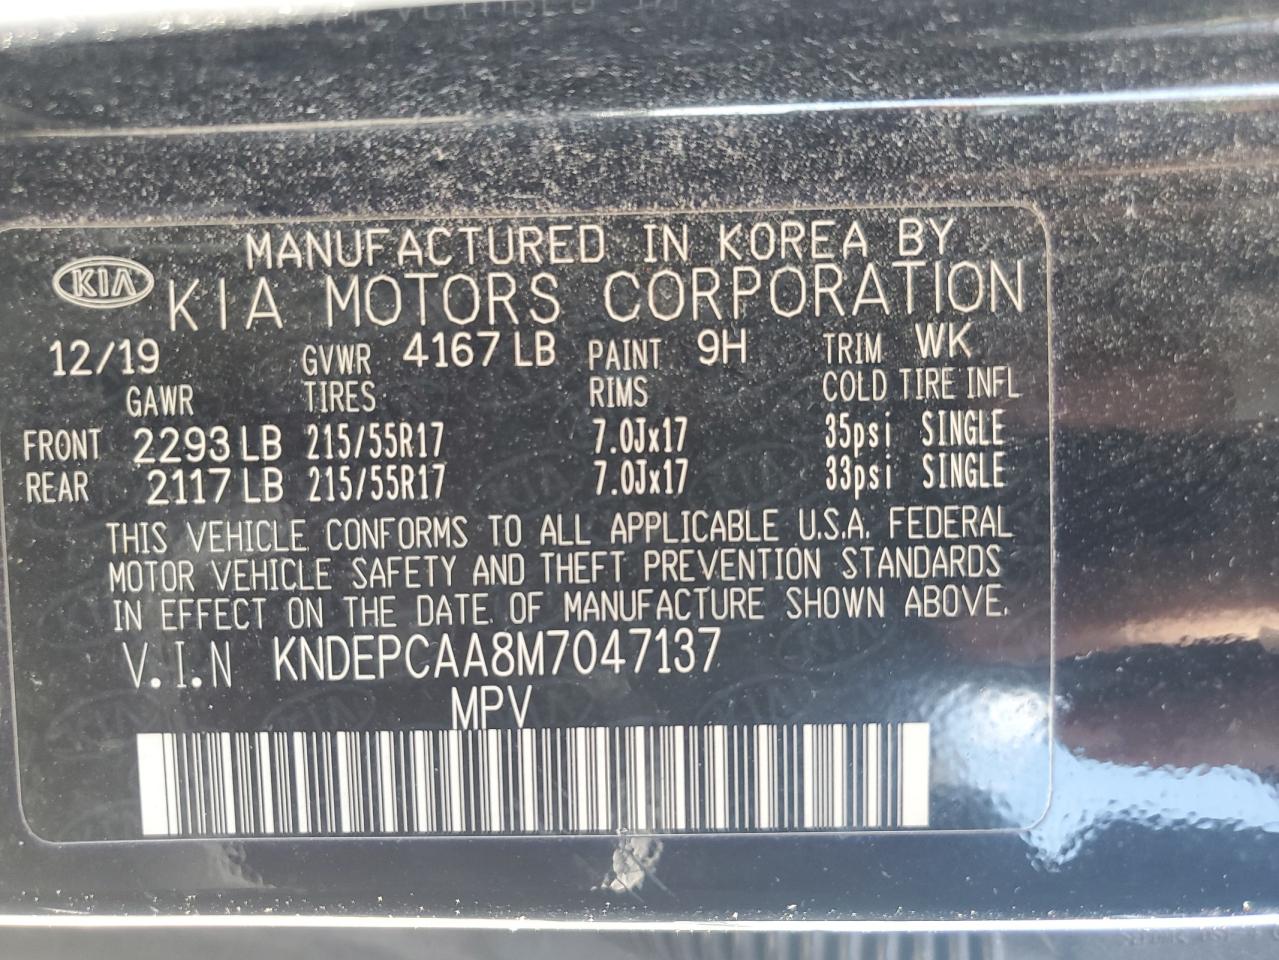 MANUFACTURED IN KOREA BY
KIA KIA MOTORS CORPORATION
12/19 GVWR 4167 LB PAINT 9H TRIM WK
GAWR TIRES RIMS COLD TIRE INFL
FRONT 2293 LB 215/55R17 7.0Jx17 35psi SINGLE
REAR 2117 LB 215/55R17 7.0Jx17 33psi SINGLE
THIS VEHICLE CONFORMS TO ALL APPLICABLE U.S.A. FEDERAL
MOTOR VEHICLE SAFETY AND THEFT PREVENTION STANDARDS
IN EFFECT ON THE DATE OF MANUFACTURE SHOWN ABOVE.
V.I.N KNDEPCAA8M7047137
MPV